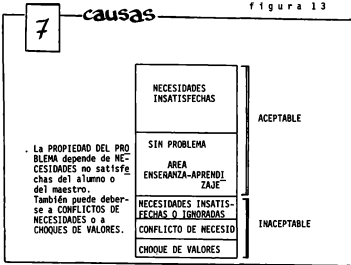 figura 13
7
causas
. La PROPIEDAD DEL PRO
BLEMA depende de NE-
CESIDADES no satisfe
chas del alumno o
del maestro.
También puede deber-
se a CONFLICTOS DE
NECESIDADES o a
CHOQUES DE VALORES.
NECESIDADES
INSATISFECHAS
SIN PROBLEMA
AREA
ENSERANZA-APRENDI
ZAJE
NECESIDADES INSATIS-
FECHAS O IGNORADAS
CONFLICTO DE NECESID
CHOQUE DE VALORES
ACEPTABLE
INACEPTABLE